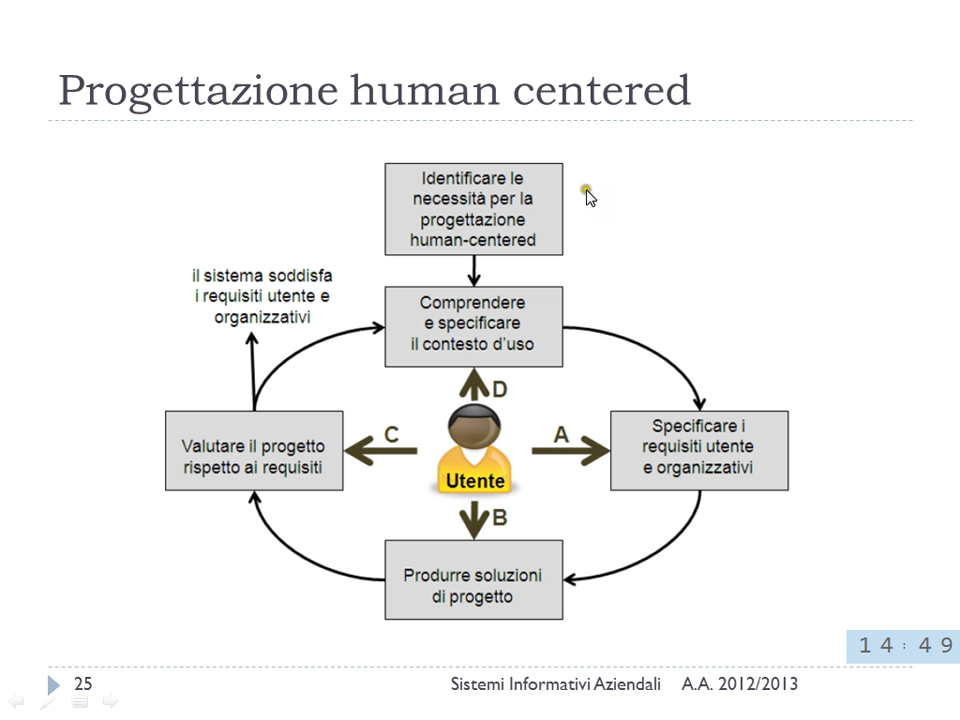 Progettazione human centered
Identificare le
necessità per la
progettazione
human-centered
il sistema soddisfa
i requisiti utente e
organizzativi
Comprendere
e specificare
il contesto d'uso
D
Valutare il progetto
rispetto ai requisiti
C
A
Specificare i
requisiti utente
e organizzativi
Utente
B
Produrre soluzioni
di progetto
14:49
25
Sistemi Informativi Aziendali A.A. 2012/2013